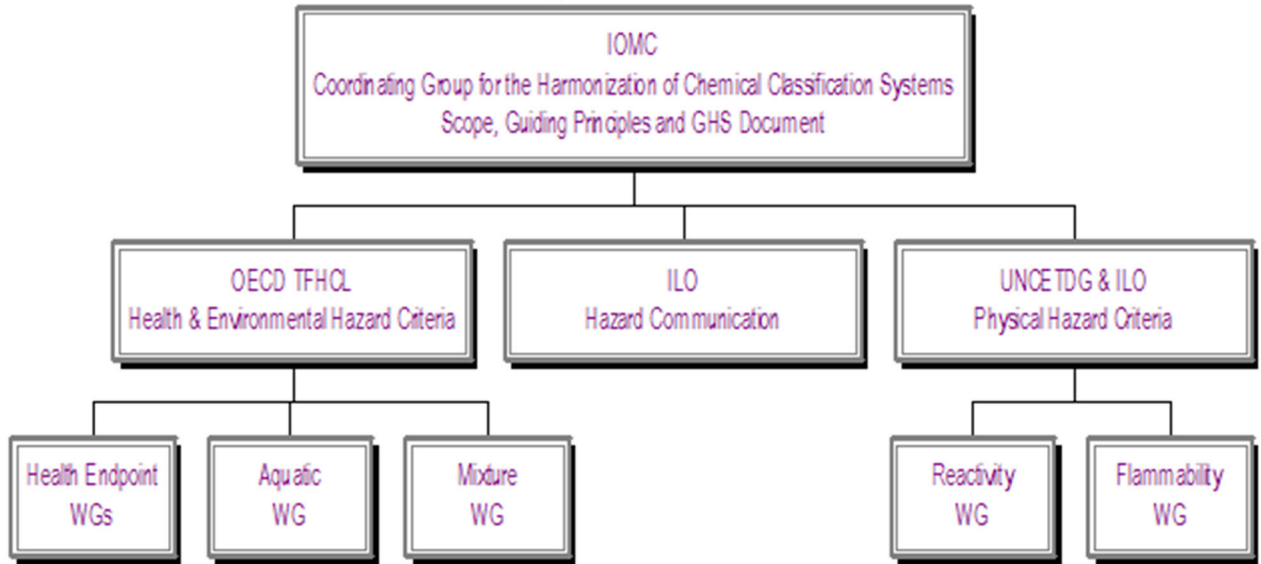 IOMC
Coordinating Group for the Harmonization of Chemical Classification Systems
Scope, Guiding Principles and GHS Document
OECD TFHCL
Health & Environmental Hazard Criteria
ILO
Hazard Communication
UNCETDG & ILO
Physical Hazard Criteria
Health Endpoint
WGs
Aquatic
WG
Mixture
WG
Reactivity
WG
Flammability
WG